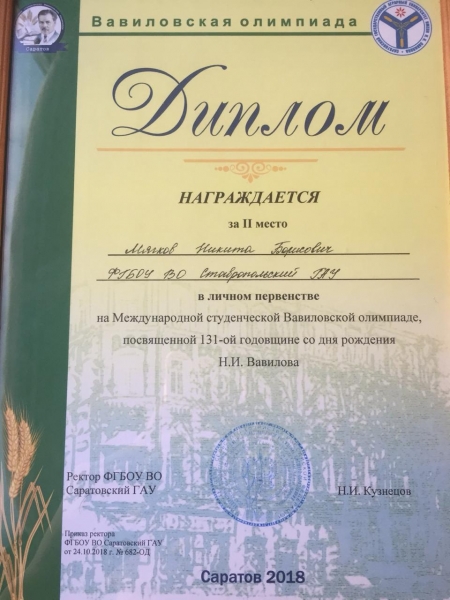 Вавиловская олимпиада
Саратов
Диплом
НАГРАЖДАЕТСЯ
за II место
Мячков Никита Борисович
ФГБОУ ВО Ставропольский ГАУ
в личном первенстве
на Международной студенческой Вавиловской олимпиаде,
посвященной 131-ой годовщине со дня рождения
Н.И. Вавилова
Ректор ФГБОУ ВО
Саратовский ГАУ
Н.И. Кузнецов
Приказ ректора
ФГБОУ ВО Саратовский ГАУ
от 24.10.2018 г. № 682-ОД
Саратов 2018